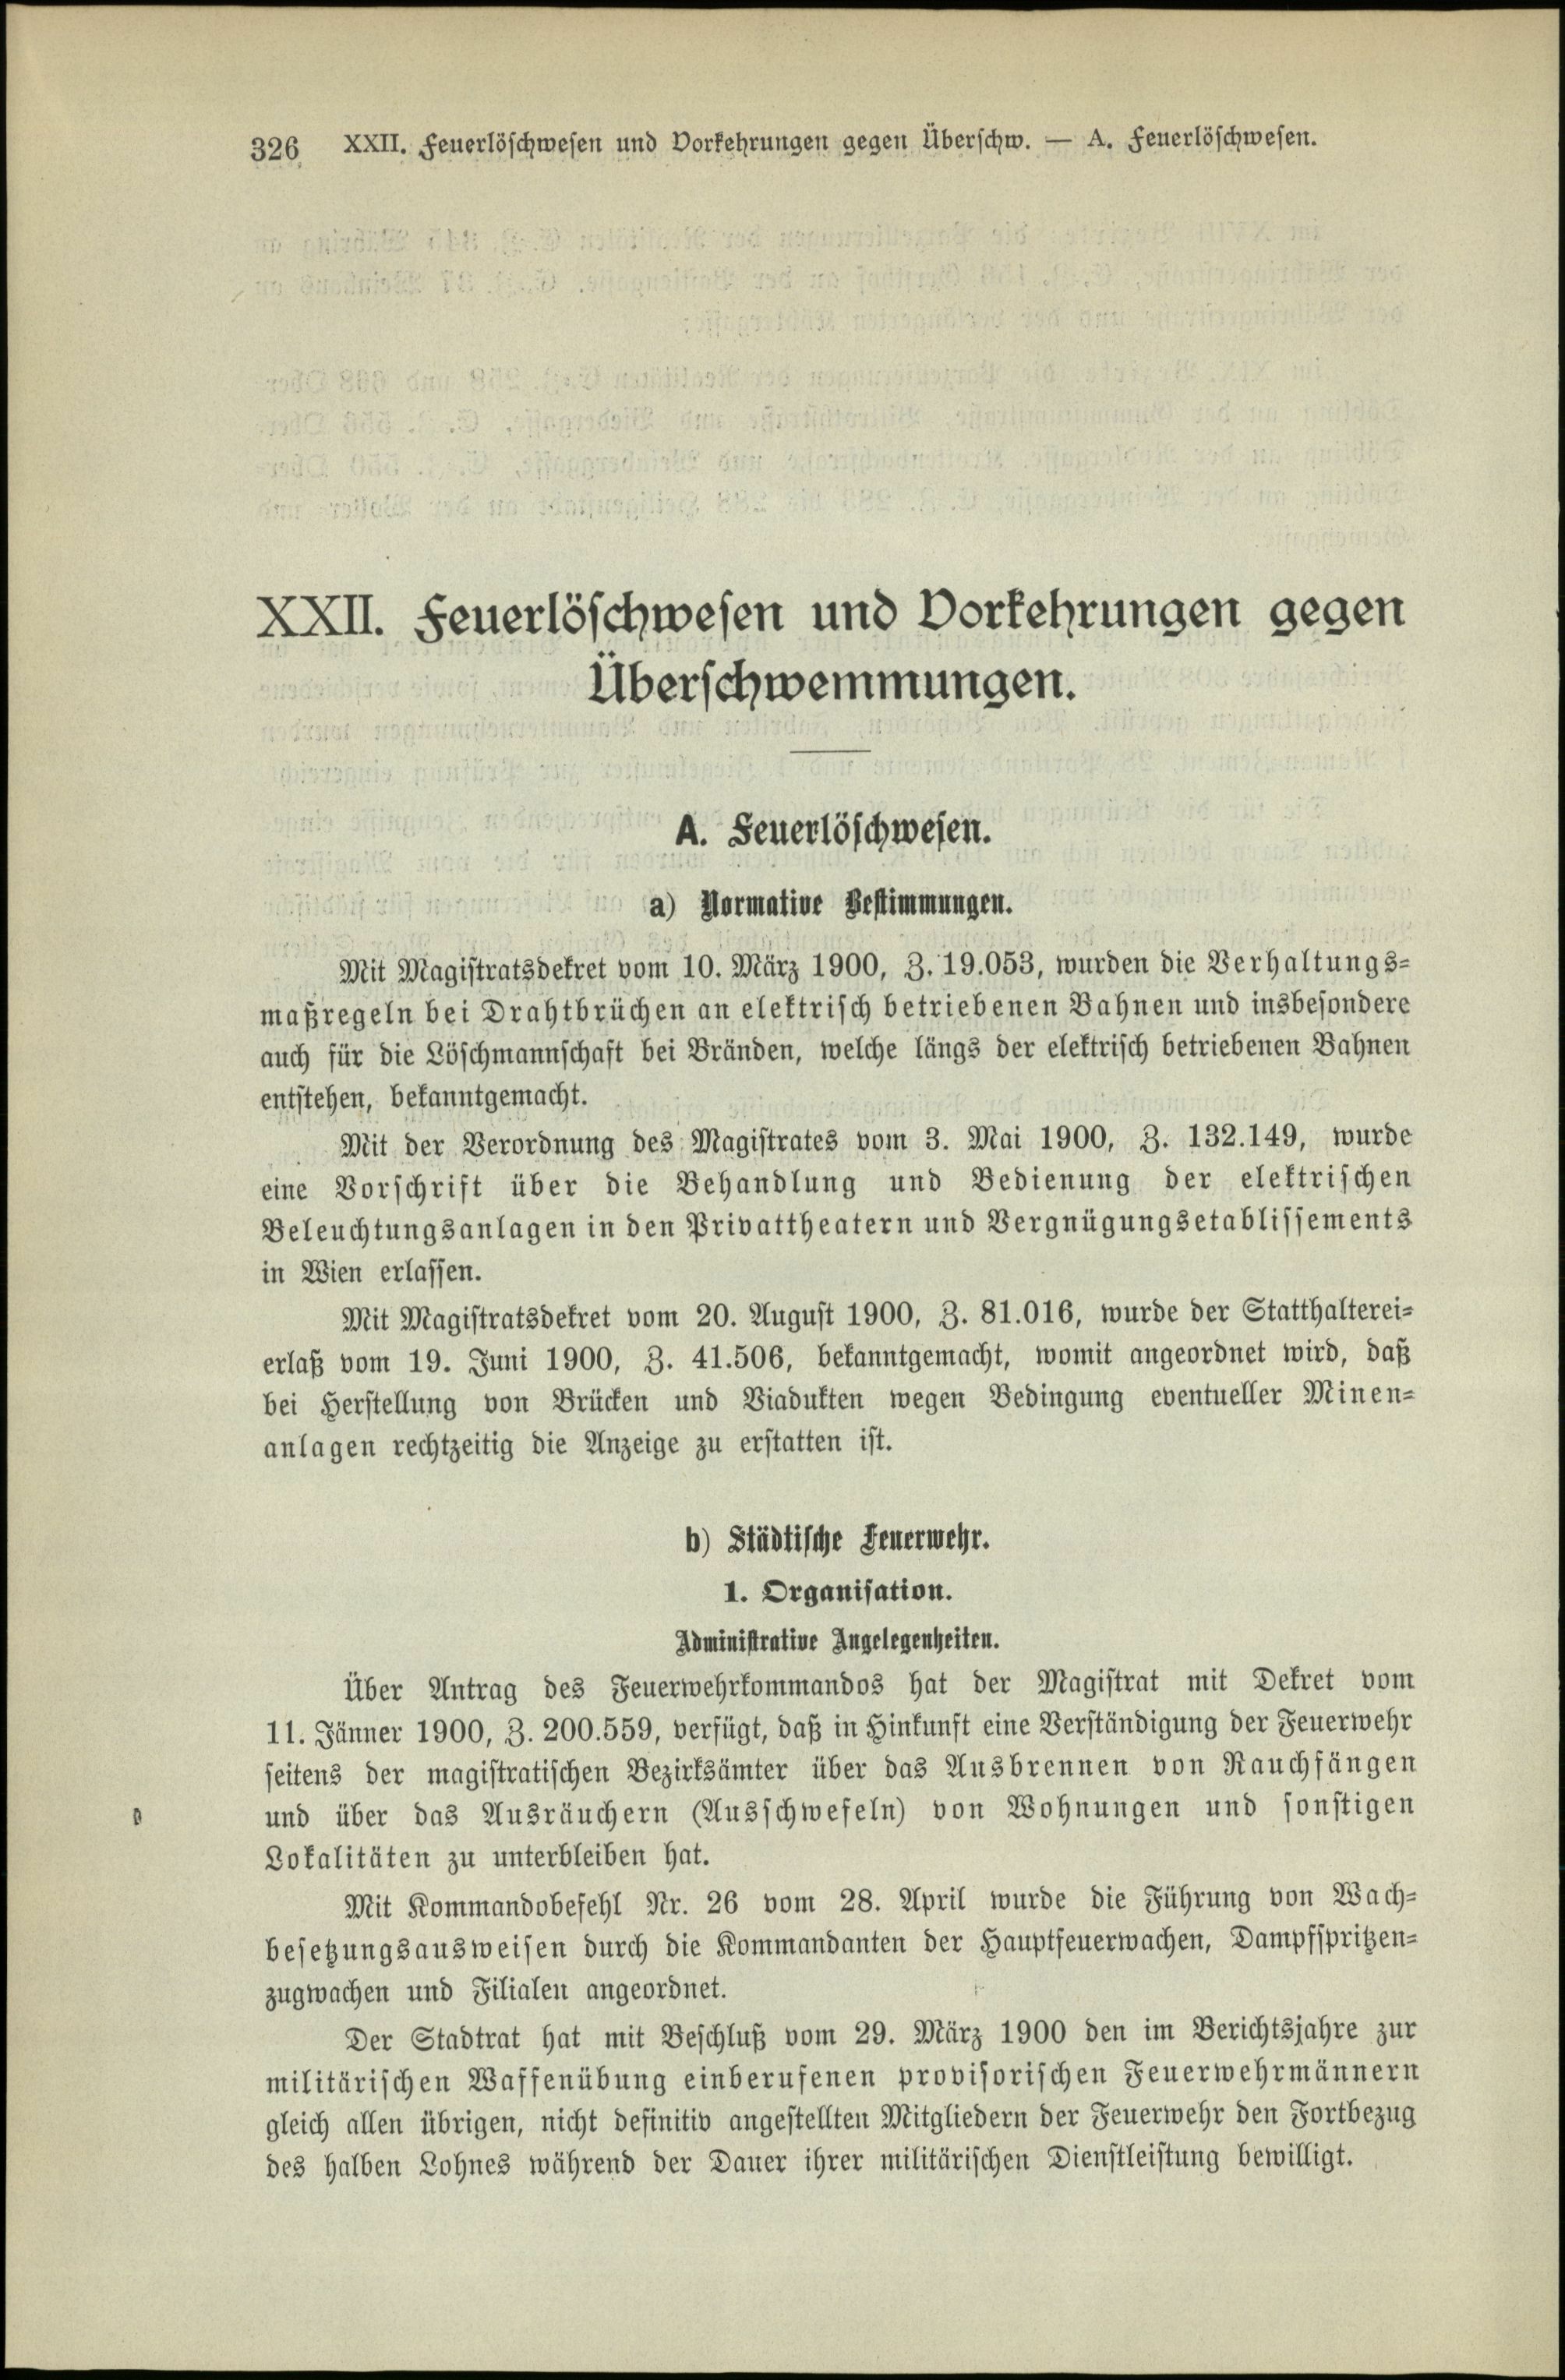 326 XXII. Feuerlöschwesen und Vorkehrungen gegen Überschw. — A. Feuerlöschwesen.
XXII. Feuerlöschwesen und Vorkehrungen gegen
Überschwemmungen.
A. Feuerlöschwesen.
a) Normative Bestimmungen.
Mit Magistratsdekret vom 10. März 1900, Z. 19.053, wurden die Verhaltungs-
maßregeln bei Drahtbrüchen an elektrisch betriebenen Bahnen und insbesondere
auch für die Löschmannschaft bei Bränden, welche längs der elektrisch betriebenen Bahnen
entstehen, bekanntgemacht.
Mit der Verordnung des Magistrates vom 3. Mai 1900, Z. 132.149, wurde
eine Vorschrift über die Behandlung und Bedienung der elektrischen
Beleuchtungsanlagen in den Privattheatern und Vergnügungsetablissements
in Wien erlassen.
Mit Magistratsdekret vom 20. August 1900, Z. 81.016, wurde der Statthalterei-
erlaß vom 19. Juni 1900, Z. 41.506, bekanntgemacht, womit angeordnet wird, daß
bei Herstellung von Brücken und Viadukten wegen Bedingung eventueller Minen-
anlagen rechtzeitig die Anzeige zu erstatten ist.
b) Städtische Feuerwehr.
1. Organisation.
Administrative Angelegenheiten.
Über Antrag des Feuerwehrkommandos hat der Magistrat mit Dekret vom
11. Jänner 1900, Z. 200.559, verfügt, daß in Hinkunft eine Verständigung der Feuerwehr
seitens der magistratischen Bezirksämter über das Ausbrennen von Rauchfängen
und über das Ausräuchern (Ausschwefeln) von Wohnungen und sonstigen
Lokalitäten zu unterbleiben hat.
Mit Kommandobefehl Nr. 26 vom 28. April wurde die Führung von Wach-
besetzungsausweisen durch die Kommandanten der Hauptfeuerwachen, Dampfspritzen-
zugwachen und Filialen angeordnet.
Der Stadtrat hat mit Beschluß vom 29. März 1900 den im Berichtsjahre zur
militärischen Waffenübung einberufenen provisorischen Feuerwehrmännern
gleich allen übrigen, nicht definitiv angestellten Mitgliedern der Feuerwehr den Fortbezug
des halben Lohnes während der Dauer ihrer militärischen Dienstleistung bewilligt.